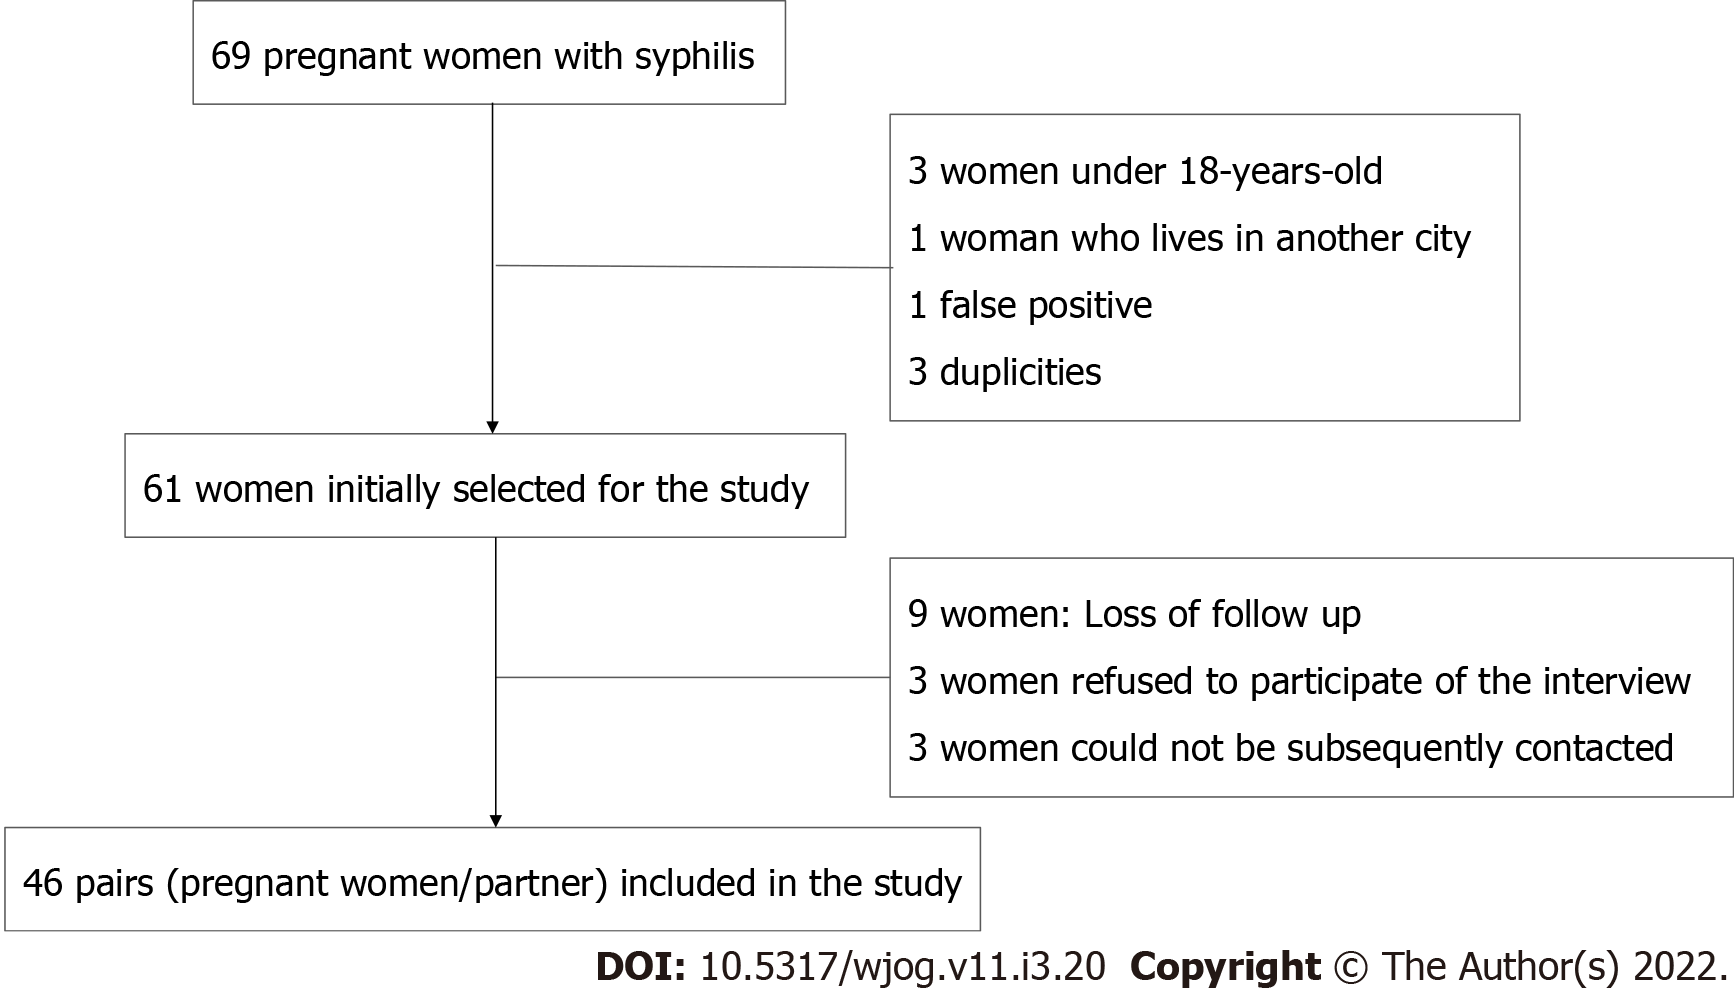 69 pregnant women with syphilis
3 women under 18-years-old
1 woman who lives in another city
1 false positive
3 duplicities
61 women initially selected for the study
9 women: Loss of follow up
3 women refused to participate of the interview
3 women could not be subsequently contacted
46 pairs (pregnant women/partner) included in the study
DOI: 10.5317/wjog.v11.i3.20 Copyright © The Author(s) 2022.